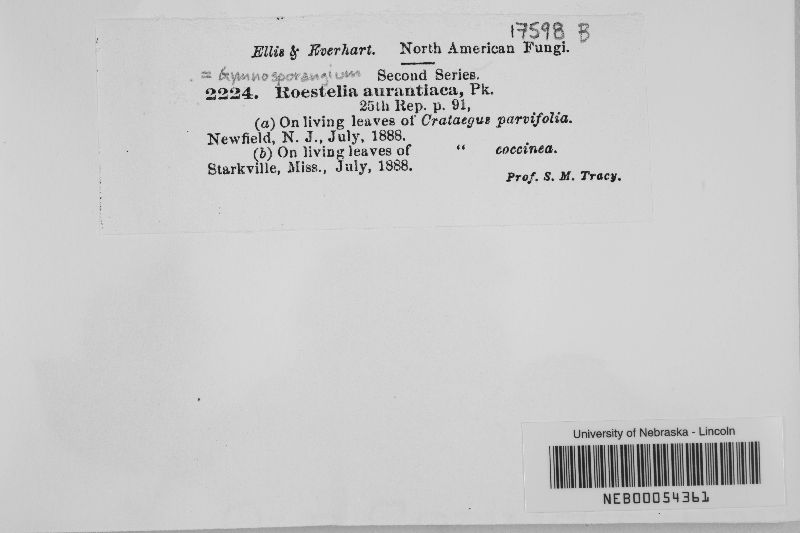 17598 B
Ellis & Everhart. North American Fungi.
= Gymnosporangium Second Series.
2224. Roestelia aurantiaca, Pk.
25th Rep. p. 91,
(a) On living leaves of Crataegus parvifolia.
Newfield, N. J., July, 1888.
(b) On living leaves of " coccinea.
Starkville, Miss., July, 1888.
Prof. S. M. Tracy.
University of Nebraska - Lincoln
NEB00054361